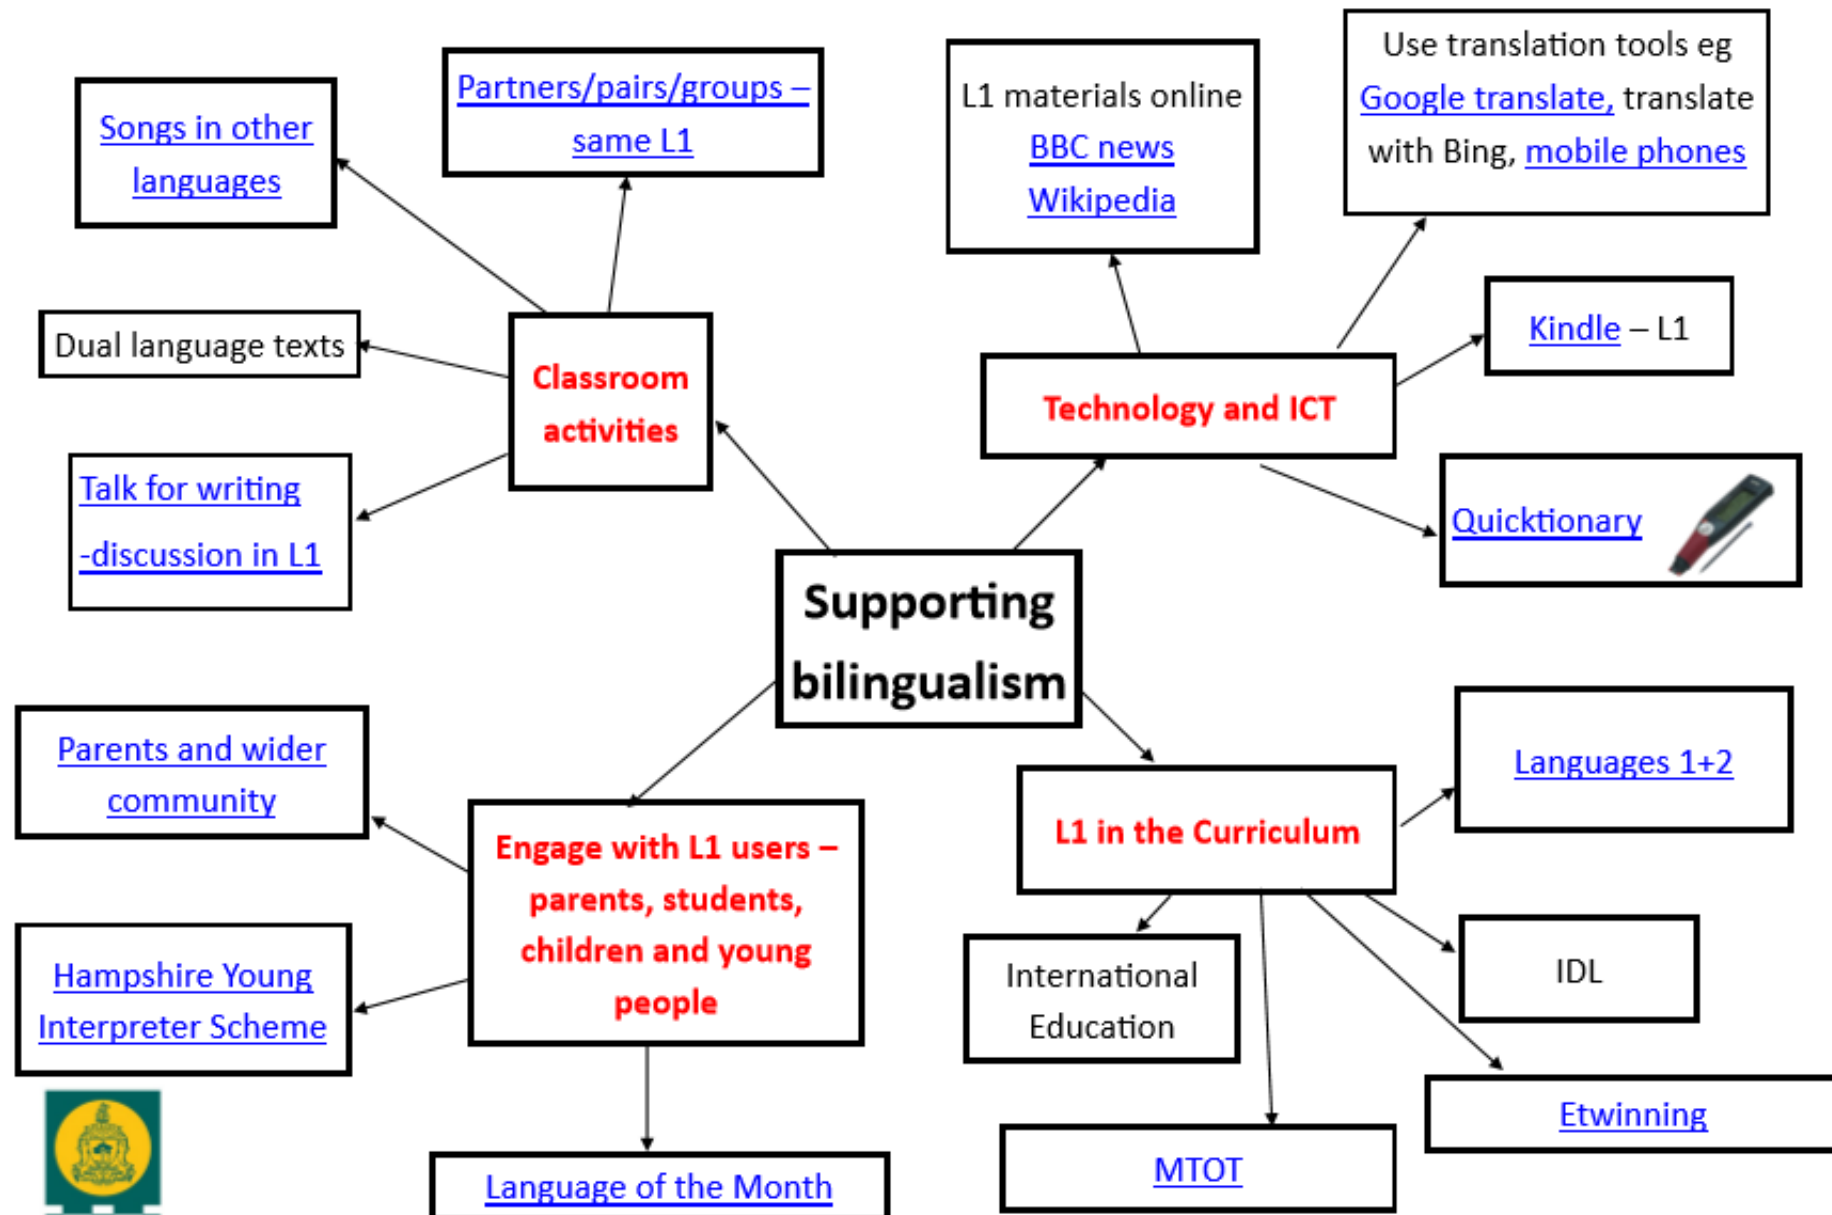 Songs in other
languages
Partners/pairs/groups –
same L1
L1 materials online
BBC news
Wikipedia
Use translation tools eg
Google translate, translate
with Bing, mobile phones
Dual language texts
Classroom
activities
Kindle – L1
Technology and ICT
Talk for writing
-discussion in L1
Quicktionary
Supporting
bilingualism
Parents and wider
community
Languages 1+2
Engage with L1 users –
parents, students,
children and young
people
L1 in the Curriculum
Hampshire Young
Interpreter Scheme
International
Education
IDL
Etwinning
MTOT
Language of the Month